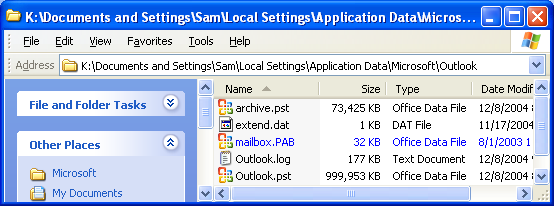 K:\Documents and Settings\Sam\Local Settings\Application Data\Micros...
File Edit View Favorites Tools Help
Address K:\Documents and Settings\Sam\Local Settings\Application Data\Microsoft\Outlook
File and Folder Tasks
Other Places
Microsoft
My Documents
Name Size Type Date Modif
archive.pst 73,425 KB Office Data File 12/8/2004
extend.dat 1 KB DAT File 11/17/2004
mailbox.PAB 32 KB Office Data File 8/1/2003 1
Outlook.log 177 KB Text Document 12/8/2004
Outlook.pst 999,953 KB Office Data File 12/8/2004